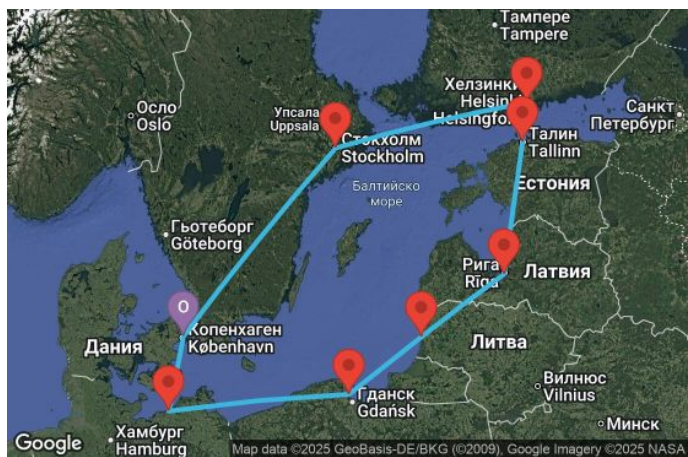 Тампере
Tampere
Хелзинки
Helsinki
Helsingfors
Осло
Oslo
Упсала
Uppsala
Стокхолм
Stockholm
Санкт
Петербург
Талин
Tallinn
Естония
Балтийско
море
Гьотеборг
Göteborg
Рига
Rīga
Латвия
O
Копенхаген
København
Дания
Литва
Вилнюс
Vilnius
Гданск
Gdańsk
Минск
Хамбург
Hamburg
Google
Map data ©2025 GeoBasis-DE/BKG (©2009), Google Imagery ©2025 NASA